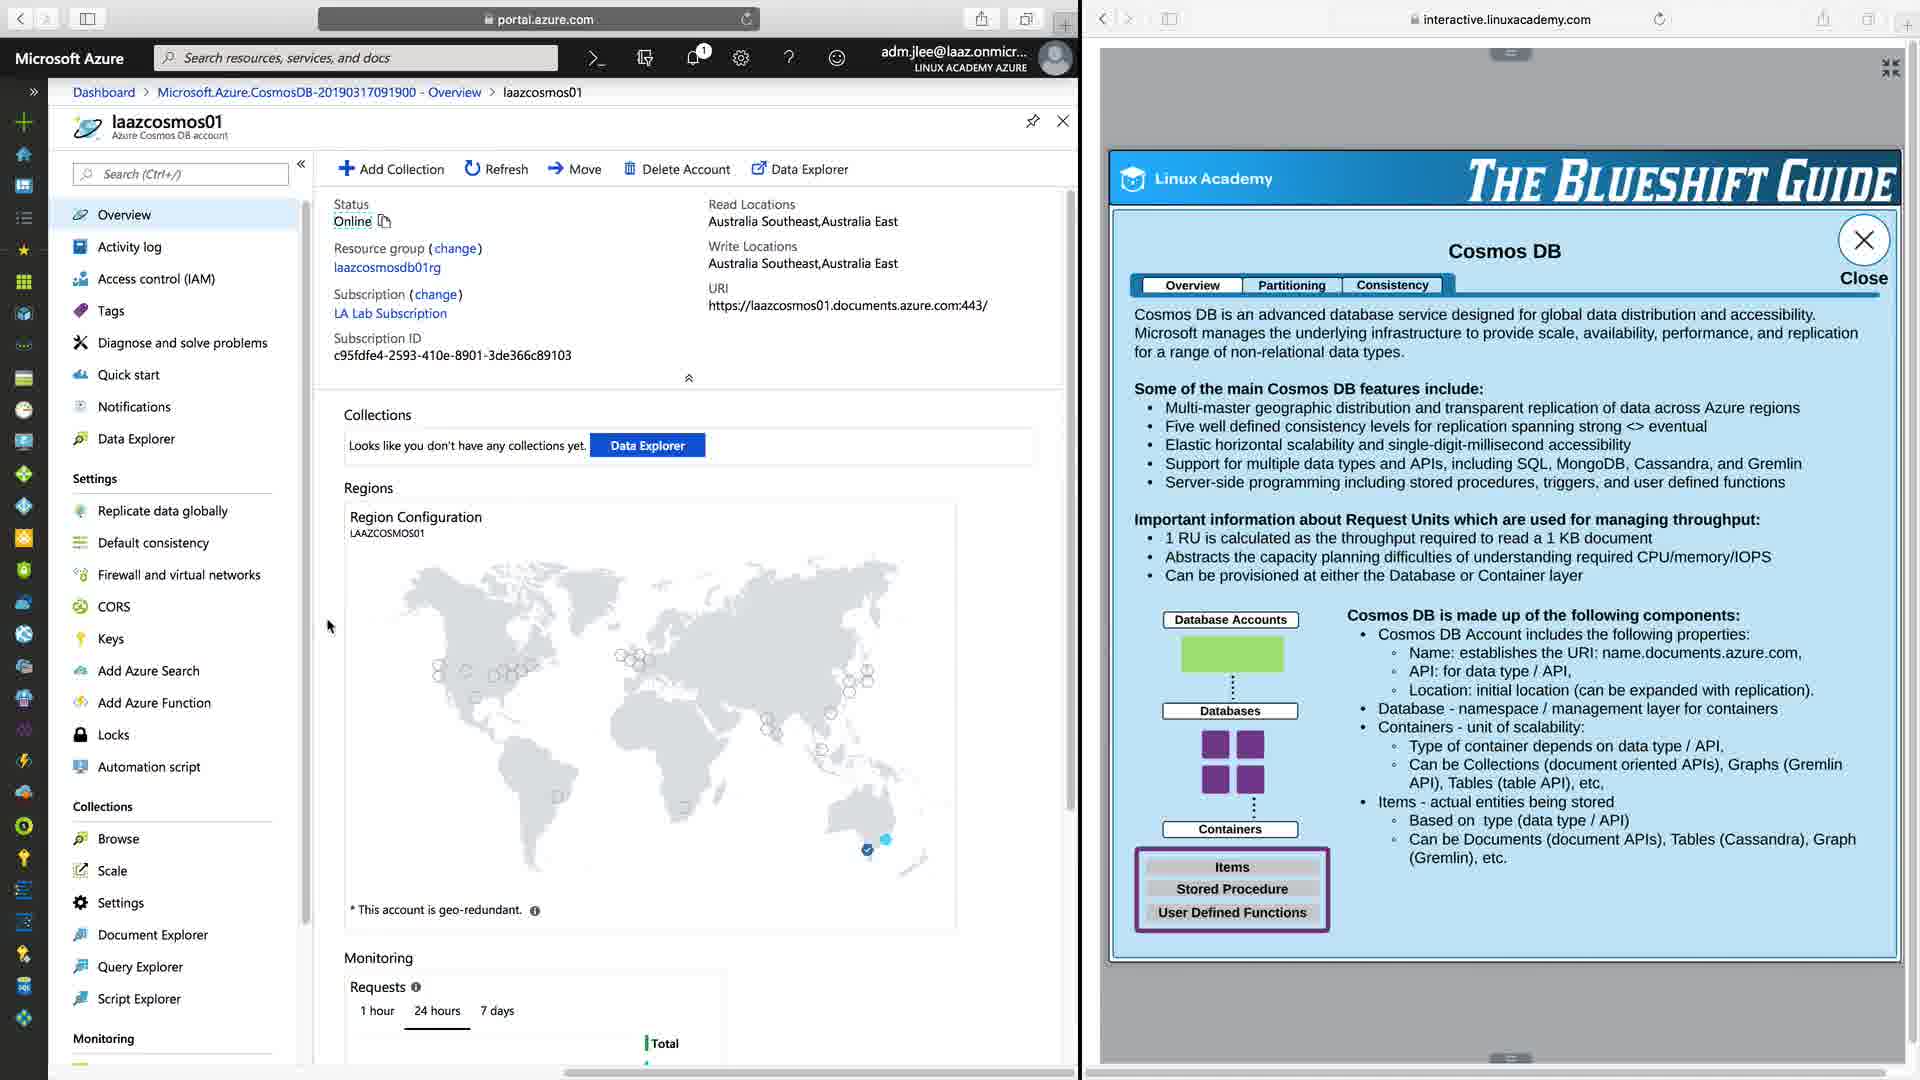 portal.azure.com
Microsoft Azure
Search resources, services, and docs
1
adm.jlee@laaz.onmicr...
LINUX ACADEMY AZURE
Dashboard > Microsoft.Azure.CosmosDB-20190317091900 - Overview > laazcosmos01
laazcosmos01
Azure Cosmos DB account
Search (Ctrl+/)
Overview
Activity log
Access control (IAM)
Tags
Diagnose and solve problems
Quick start
Notifications
Data Explorer
Settings
Replicate data globally
Default consistency
Firewall and virtual networks
CORS
Keys
Add Azure Search
Add Azure Function
Locks
Automation script
Collections
Browse
Scale
Settings
Document Explorer
Query Explorer
Script Explorer
Monitoring
Add Collection
Refresh
Move
Delete Account
Data Explorer
Status
Online
Resource group (change)
laazcosmosdb01rg
Subscription (change)
LA Lab Subscription
Subscription ID
c95fdfe4-2593-410e-8901-3de366c89103
Read Locations
Australia Southeast,Australia East
Write Locations
Australia Southeast,Australia East
URI
https://laazcosmos01.documents.azure.com:443/
Collections
Looks like you don't have any collections yet.
Data Explorer
Regions
Region Configuration
LAAZCOSMOS01
* This account is geo-redundant.
Monitoring
Requests
1 hour
24 hours
7 days
Total
interactive.linuxacademy.com
Linux Academy
THE BLUESHIFT GUIDE
Cosmos DB
Close
Overview
Partitioning
Consistency
Cosmos DB is an advanced database service designed for global data distribution and accessibility.
Microsoft manages the underlying infrastructure to provide scale, availability, performance, and replication
for a range of non-relational data types.
Some of the main Cosmos DB features include:
• Multi-master geographic distribution and transparent replication of data across Azure regions
• Five well defined consistency levels for replication spanning strong <> eventual
• Elastic horizontal scalability and single-digit-millisecond accessibility
• Support for multiple data types and APIs, including SQL, MongoDB, Cassandra, and Gremlin
• Server-side programming including stored procedures, triggers, and user defined functions
Important information about Request Units which are used for managing throughput:
• 1 RU is calculated as the throughput required to read a 1 KB document
• Abstracts the capacity planning difficulties of understanding required CPU/memory/IOPS
• Can be provisioned at either the Database or Container layer
Database Accounts
Databases
Containers
Items
Stored Procedure
User Defined Functions
Cosmos DB is made up of the following components:
• Cosmos DB Account includes the following properties:
◦ Name: establishes the URI: name.documents.azure.com,
◦ API: for data type / API,
◦ Location: initial location (can be expanded with replication).
• Database - namespace / management layer for containers
• Containers - unit of scalability:
◦ Type of container depends on data type / API,
◦ Can be Collections (document oriented APIs), Graphs (Gremlin
API), Tables (table API), etc,
• Items - actual entities being stored
◦ Based on type (data type / API)
◦ Can be Documents (document APIs), Tables (Cassandra), Graph
(Gremlin), etc.